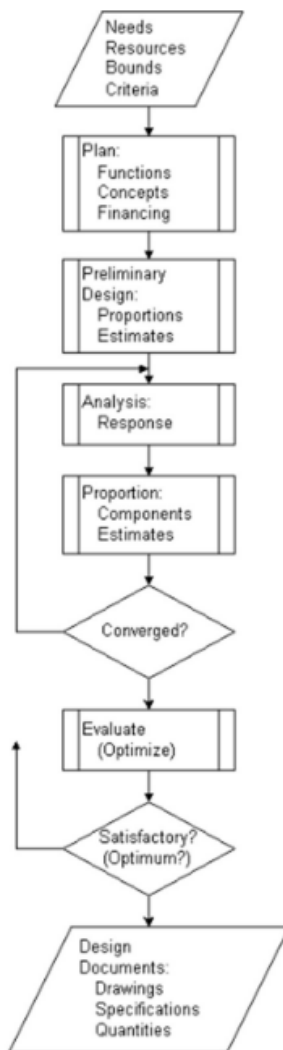 Needs
Resources
Bounds
Criteria
Plan:
Functions
Concepts
Financing
Preliminary
Design:
Proportions
Estimates
Analysis:
Response
Proportion:
Components
Estimates
Converged?
Evaluate
(Optimize)
Satisfactory?
(Optimum?)
Design
Documents:
Drawings
Specifications
Quantities